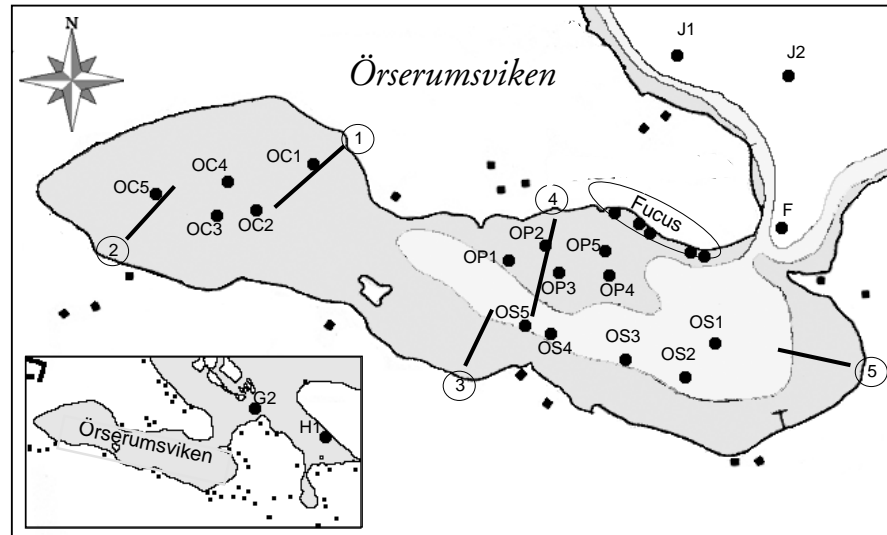 N
Örserumsviken
J1
J2
1
OC1
OC4
OC5
OC3
OC2
2
4
Fucus
F
OP2
OP1
OP5
OP3
OP4
OS5
OS4
OS3
OS1
OS2
3
5
G2
H1
Örserumsviken